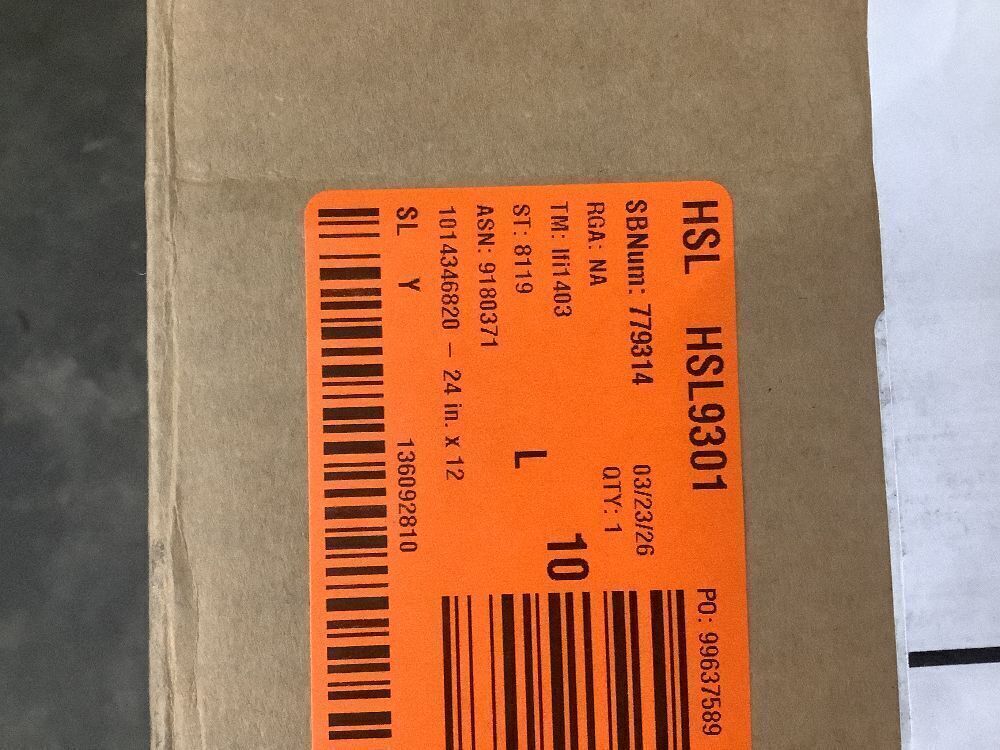 HSL HSL9301
PO: 99637589
SBNum: 779314 03/23/26
RGA: NA QTY: 1
TM: lfi1403 10
ST: 8119 L
ASN: 9180371
1014346820 - 24 in. x 12
SL Y 136092810